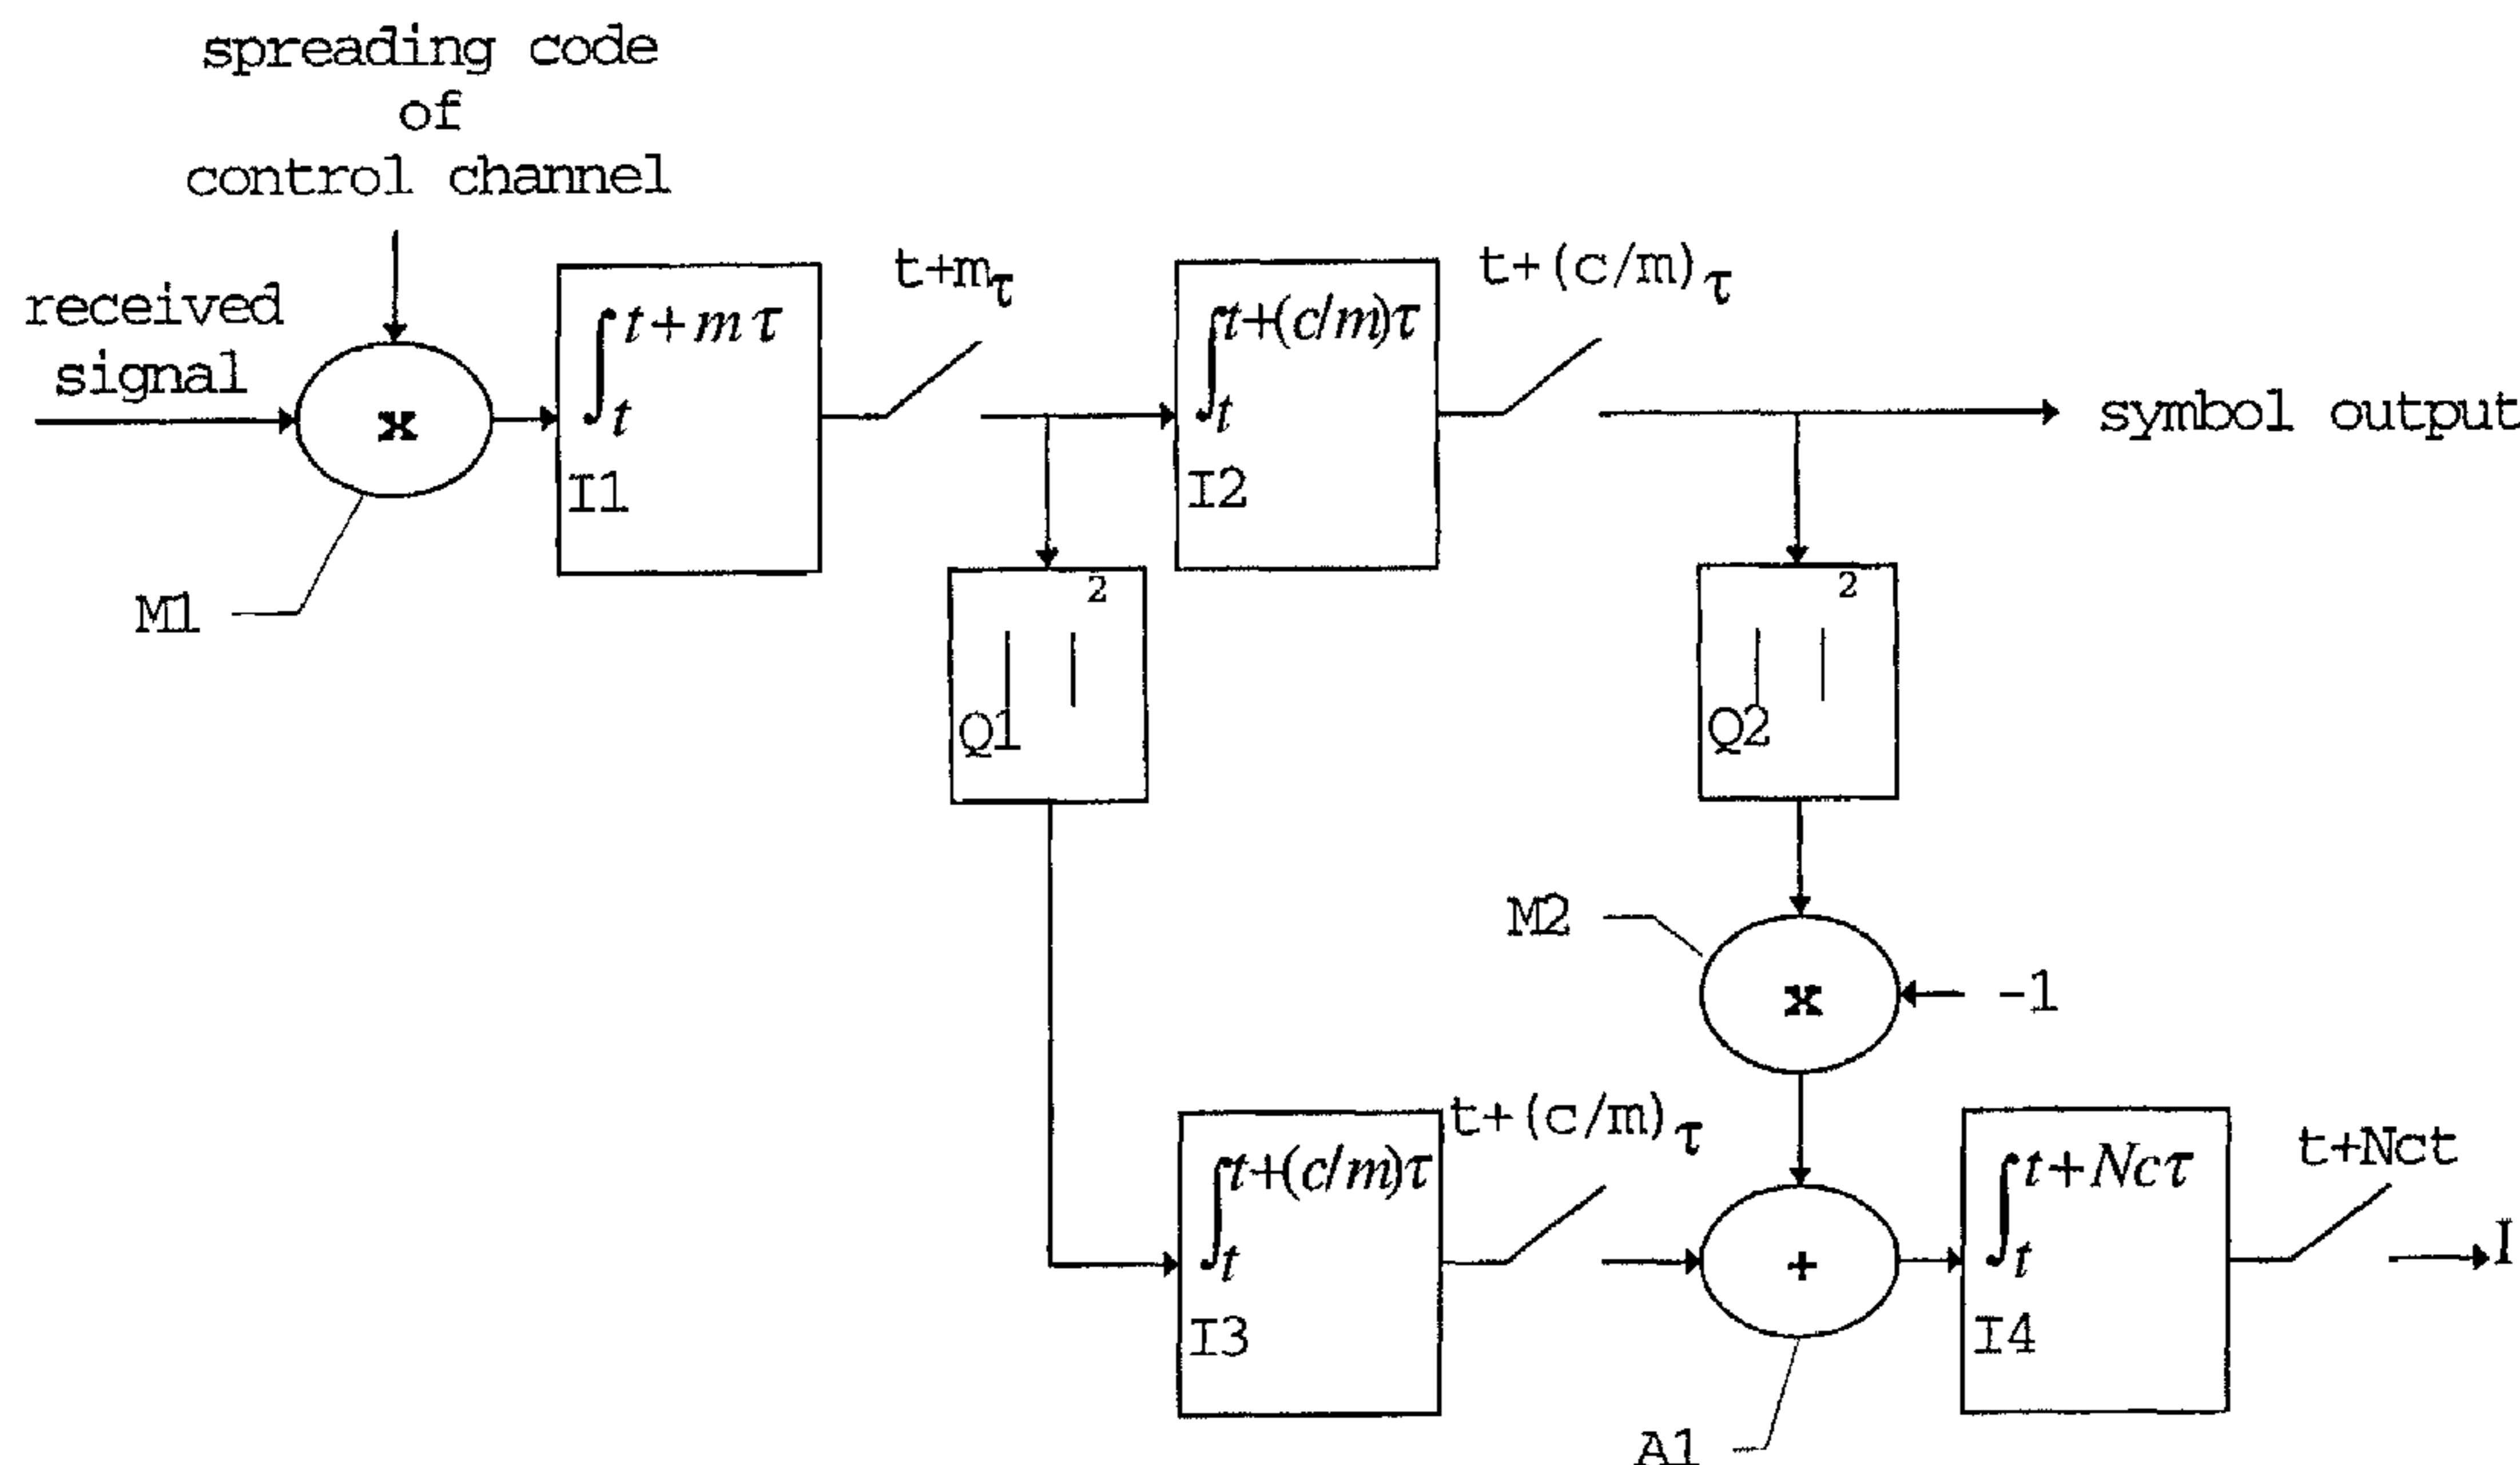 spreading code
of
control channel
received
signal
x
M1
∫ t t+mτ
I1
t+mτ
∫ t t+(c/m)τ
I2
t+(c/m)τ
symbol output
| | 2
Q1
| | 2
Q2
M2
x
-1
∫ t t+(c/m)τ
I3
t+(c/m)τ
+
A1
∫ t t+Ncτ
I4
t+Nct
I